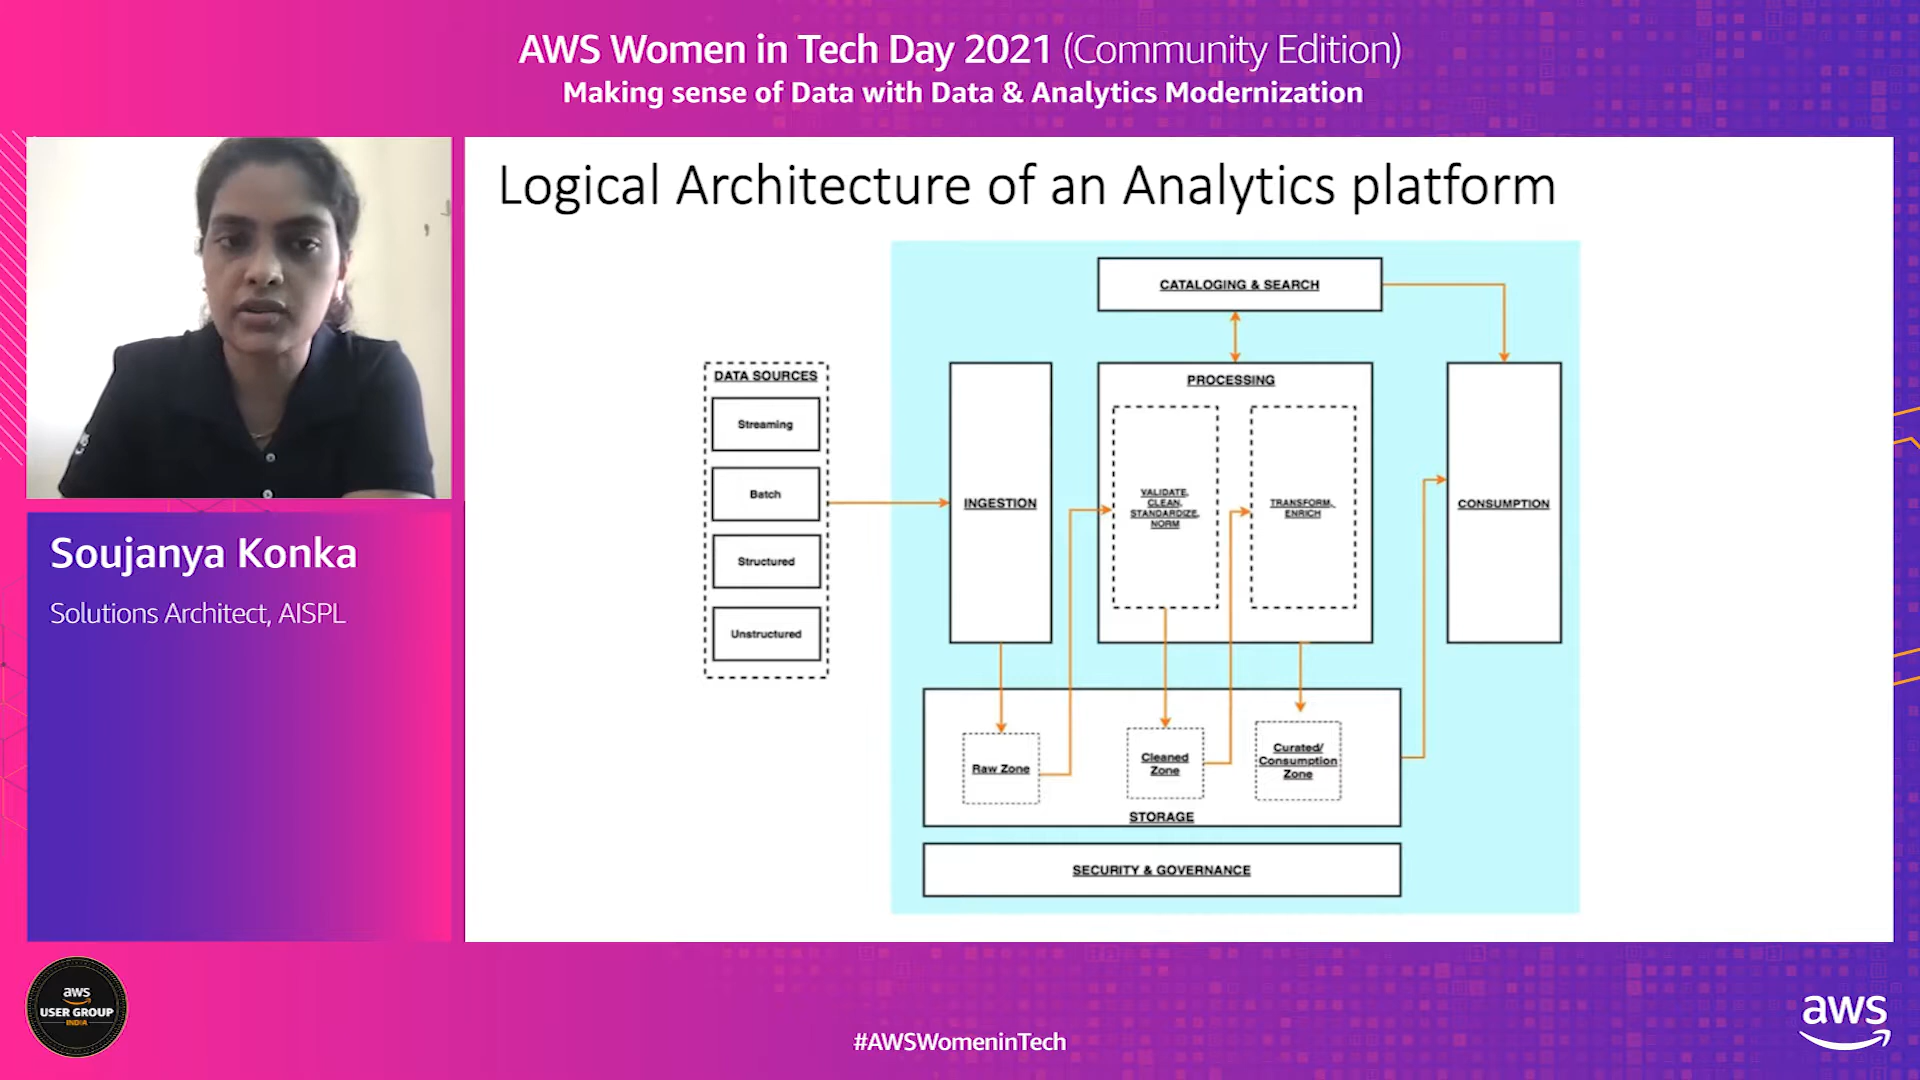 AWS Women in Tech Day 2021 (Community Edition)
Making sense of Data with Data & Analytics Modernization
Logical Architecture of an Analytics platform
CATALOGING & SEARCH
DATA SOURCES
Streaming
Batch
Structured
Unstructured
INGESTION
PROCESSING
VALIDATE,
CLEAN,
STANDARDIZE,
NORM
TRANSFORM,
ENRICH
CONSUMPTION
Raw Zone
Cleaned
Zone
Curated/
Consumption
Zone
STORAGE
SECURITY & GOVERNANCE
Soujanya Konka
Solutions Architect, AISPL
aws
USER GROUP
INDIA
#AWSWomeninTech
aws